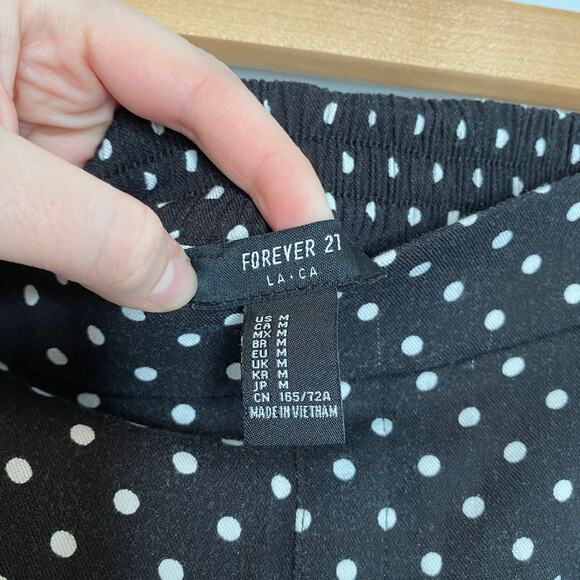 FOREVER 21
LA·CA
US M
CA M
MX M
BR M
EU M
UK M
KR M
JP M
CN 165/72A
MADE IN VIETNAM